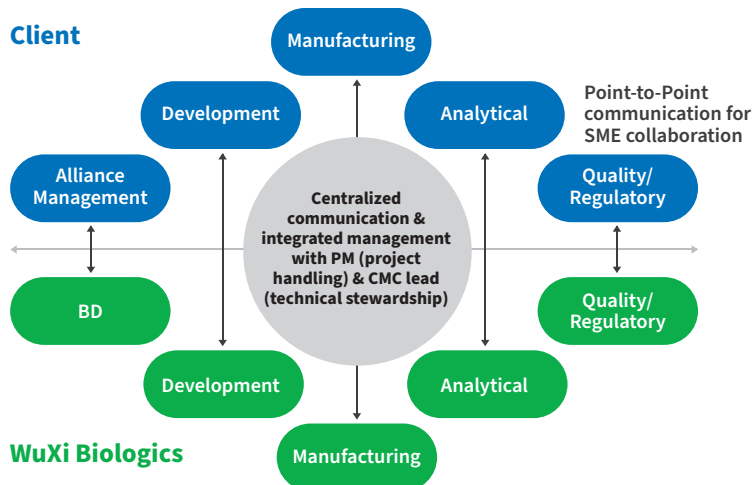 Client
Manufacturing
Development
Analytical
Point-to-Point
communication for
SME collaboration
Alliance
Management
Quality/
Regulatory
Centralized
communication &
integrated management
with PM (project
handling) & CMC lead
(technical stewardship)
BD
Quality/
Regulatory
Development
Analytical
WuXi Biologics
Manufacturing